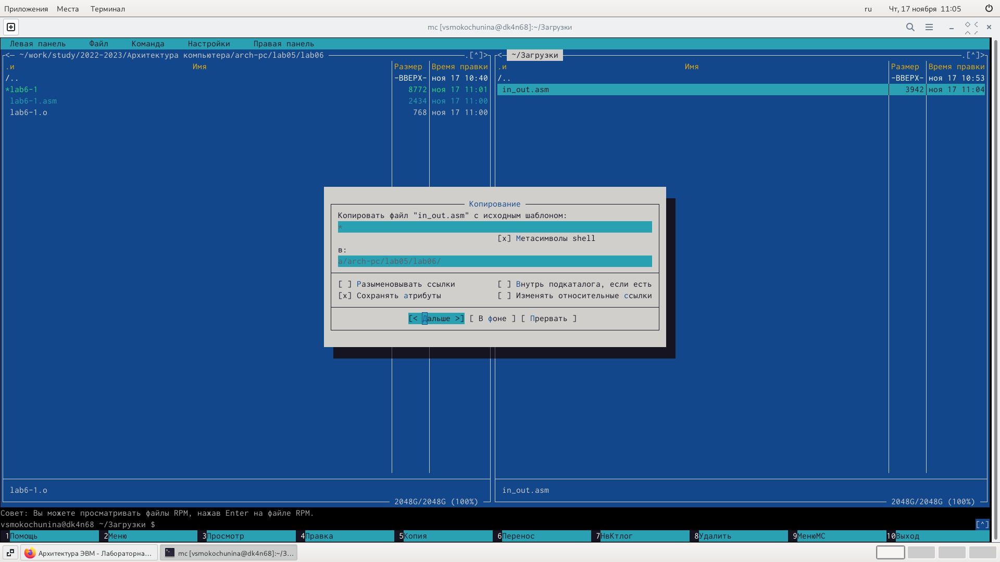 Приложения Места Терминал ru Чт, 17 ноября 11:05
mc [vsmokochunina@dk4n68]:~/Загрузки
Левая панель Файл Команда Настройки Правая панель
<─ ~/work/study/2022-2023/Архитектура компьютера/arch-pc/lab05/lab06 .[^]>
.и Имя Размер Время правки
/.. -ВВЕРХ- ноя 17 10:40
*lab6-1 8772 ноя 17 11:01
lab6-1.asm 2434 ноя 17 11:00
lab6-1.o 768 ноя 17 11:00
lab6-1.o
2048G/2048G (100%)
<─ ~/Загрузки .[^]>
.и Имя Размер Время правки
/.. -ВВЕРХ- ноя 17 10:53
in_out.asm 3942 ноя 17 11:04
in_out.asm
2048G/2048G (100%)
Копирование
Копировать файл "in_out.asm" с исходным шаблоном:
*
[x] Метасимволы shell
в:
а/arch-pc/lab05/lab06/
[ ] Разыменовывать ссылки [ ] Внутрь подкаталога, если есть
[x] Сохранять атрибуты [ ] Изменять относительные ссылки
[< Дальше >] [ В фоне ] [ Прервать ]
Совет: Вы можете просматривать файлы RPM, нажав Enter на файле RPM.
vsmokochunina@dk4n68 ~/Загрузки $ [^]
1Помощь 2Меню 3Просмотр 4Правка 5Копия 6Перенос 7НвКтлог 8Удалить 9МенюМС 10Выход
Архитектура ЭВМ - Лабораторна… mc [vsmokochunina@dk4n68]:~/З…